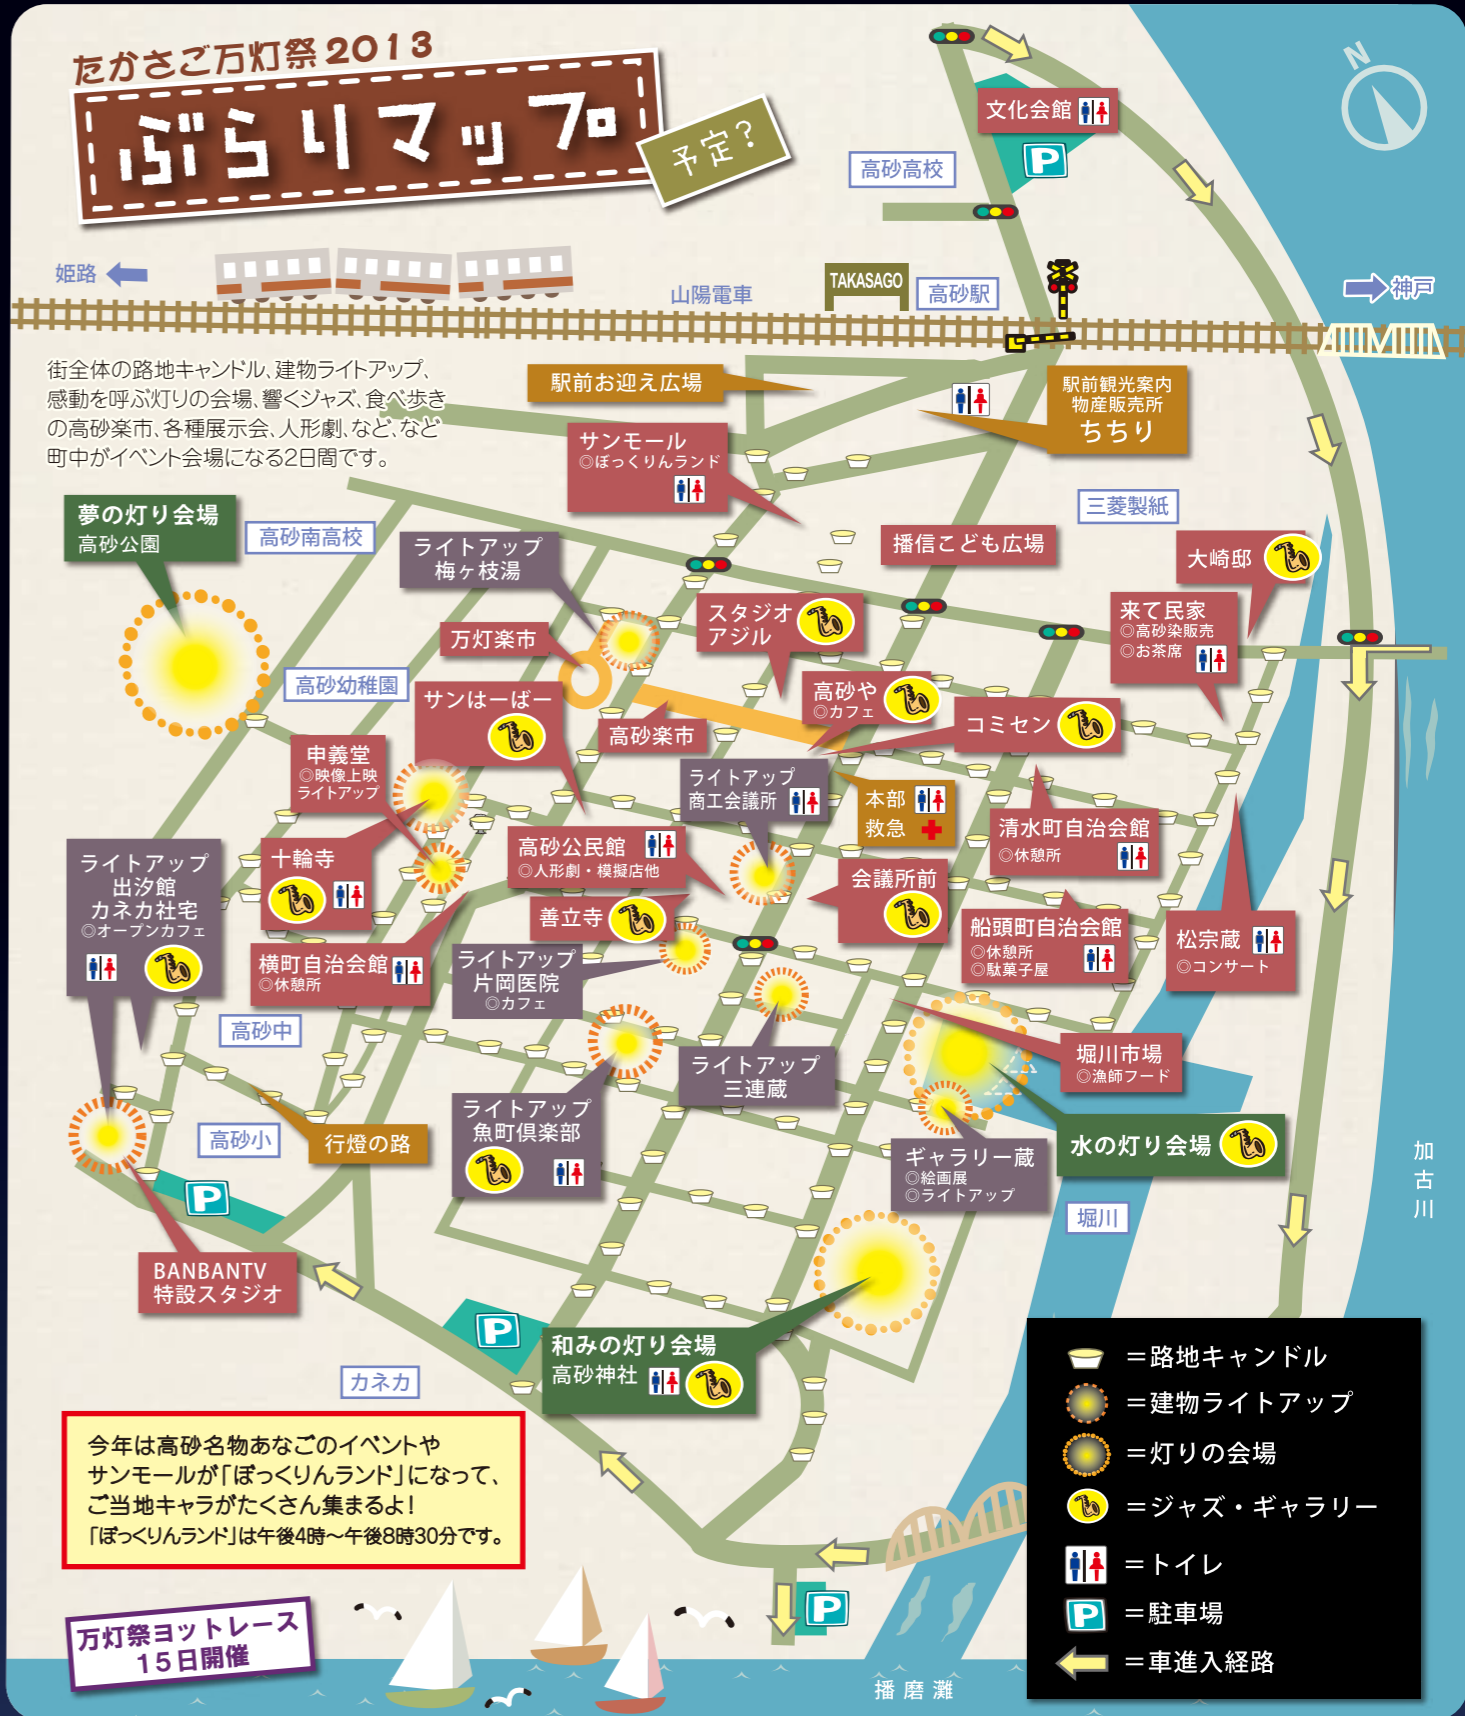 たかさご万灯祭2013
ぶらりマップ
予定?
N
文化会館
P
高砂高校
姫路
山陽電車
TAKASAGO
高砂駅
神戸
街全体の路地キャンドル、建物ライトアップ、
感動を呼ぶ灯りの会場、響くジャズ、食べ歩き
の高砂楽市、各種展示会、人形劇、など、など
町中がイベント会場になる2日間です。
駅前お迎え広場
駅前観光案内
物産販売所
ちちり
サンモール
◎ぼっくりんランド
三菱製紙
夢の灯り会場
高砂公園
高砂南高校
ライトアップ
梅ヶ枝湯
播信こども広場
大崎邸
来て民家
◎高砂染販売
◎お茶席
スタジオ
アジル
万灯楽市
高砂幼稚園
サンはーばー
高砂や
◎カフェ
コミセン
高砂楽市
申義堂
◎映像上映
ライトアップ
ライトアップ
商工会議所
本部
救急
清水町自治会館
◎休憩所
十輪寺
高砂公民館
◎人形劇・模擬店他
会議所前
ライトアップ
出汐館
カネカ社宅
◎オープンカフェ
善立寺
船頭町自治会館
◎休憩所
◎駄菓子屋
松宗蔵
◎コンサート
横町自治会館
◎休憩所
ライトアップ
片岡医院
◎カフェ
高砂中
ライトアップ
三連蔵
堀川市場
◎漁師フード
ライトアップ
魚町倶楽部
高砂小
行燈の路
水の灯り会場
ギャラリー蔵
◎絵画展
◎ライトアップ
加古川
P
堀川
BANBANTV
特設スタジオ
P
和みの灯り会場
高砂神社
カネカ
今年は高砂名物あなごのイベントや
サンモールが「ぼっくりんランド」になって、
ご当地キャラがたくさん集まるよ!
「ぼっくりんランド」は午後4時〜午後8時30分です。
P
万灯祭ヨットレース
15日開催
播磨灘
=路地キャンドル
=建物ライトアップ
=灯りの会場
=ジャズ・ギャラリー
=トイレ
P =駐車場
=車進入経路